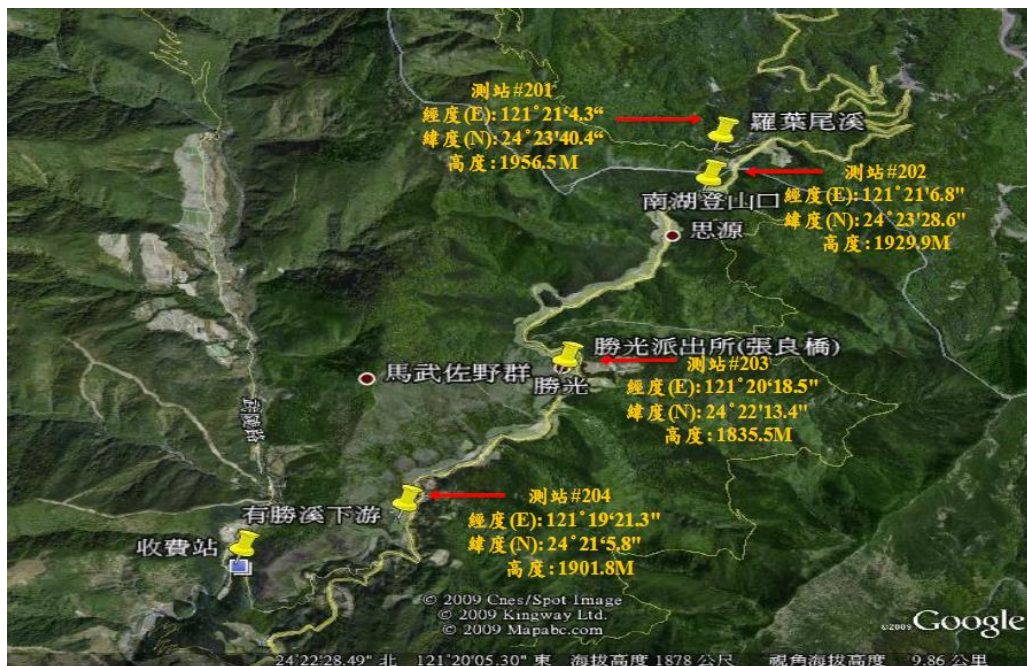 測站#201
經度(E): 121°21‘4.3“
緯度(N): 24°23‘40.4“
高度: 1956.5M
羅葉尾溪
測站#202
經度(E): 121°21'6.8"
緯度(N): 24°23'28.6"
高度: 1929.9M
南湖登山口
思源
勝光派出所(張良橋)
測站#203
經度(E): 121°20‘18.5"
緯度(N): 24°22'13.4"
高度: 1835.5M
馬武佐野群
勝光
武陵路
測站#204
經度(E): 121°19‘21.3"
緯度(N): 24°21‘5.8"
高度: 1901.8M
有勝溪下游
收費站
© 2009 Cnes/Spot Image
© 2009 Kingway Ltd.
© 2009 Mapabc.com
©2009 Google
24°22'28.49" 北 121°20'05.30" 東 海拔高度 1878 公尺 視角海拔高度 9.86 公里